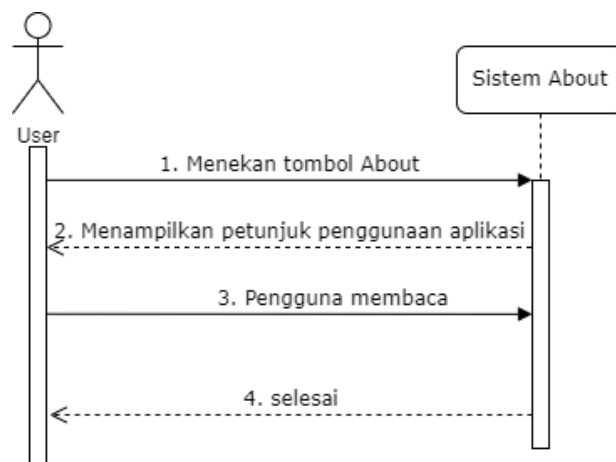 Sistem About
User
1. Menekan tombol About
2. Menampilkan petunjuk penggunaan aplikasi
3. Pengguna membaca
4. selesai